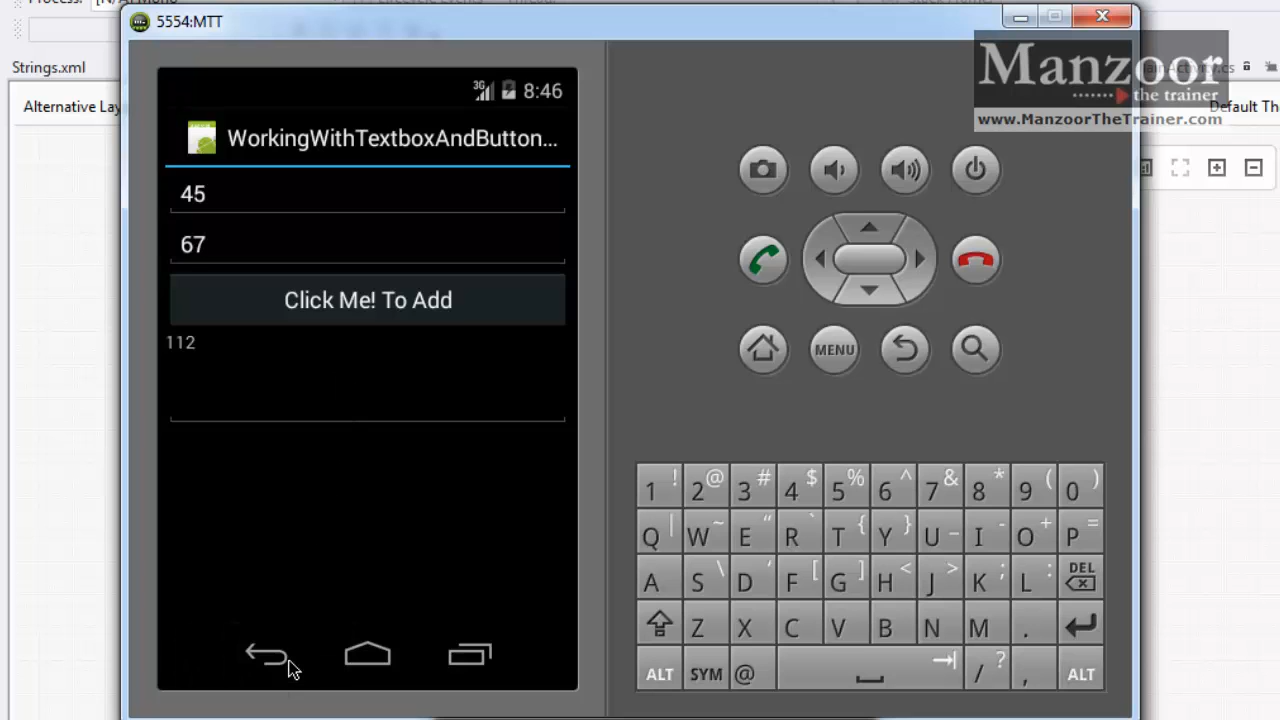 5554:MTT
Strings.xml
Alternative Lay
Manzoor
the trainer
www.ManzoorTheTrainer.com
Default Th
3G 8:46
WorkingWithTextboxAndButton...
45
67
Click Me! To Add
112
MENU
1 ! 2 @ 3 # 4 $ 5 % 6 ^ 7 & 8 * 9 ( 0 )
Q | W ~ E " R ` T { Y } U _ I - O + P =
A S \ D ' F [ G ] H < J > K ; L : DEL
Z X C V B N M .
ALT SYM @ / ? , ALT